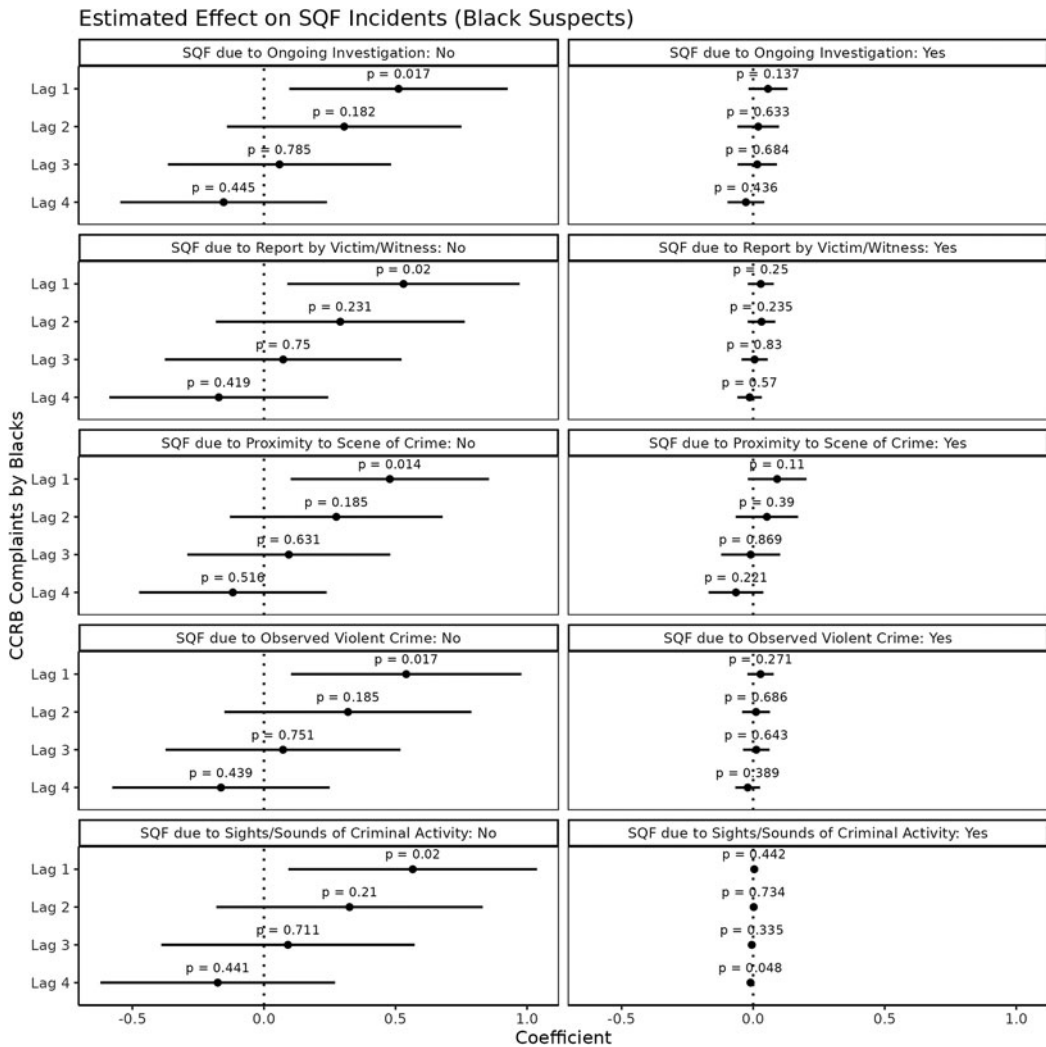 Estimated Effect on SQF Incidents (Black Suspects)
CCRB Complaints by Blacks
SQF due to Ongoing Investigation: No
Lag 1
p = 0.017
Lag 2
p = 0.182
Lag 3
p = 0.785
Lag 4
p = 0.445
SQF due to Ongoing Investigation: Yes
p = 0.137
p = 0.633
p = 0.684
p = 0.436
SQF due to Report by Victim/Witness: No
Lag 1
p = 0.02
Lag 2
p = 0.231
Lag 3
p = 0.75
Lag 4
p = 0.419
SQF due to Report by Victim/Witness: Yes
p = 0.25
p = 0.235
p = 0.83
p = 0.57
SQF due to Proximity to Scene of Crime: No
Lag 1
p = 0.014
Lag 2
p = 0.185
Lag 3
p = 0.631
Lag 4
p = 0.516
SQF due to Proximity to Scene of Crime: Yes
p = 0.11
p = 0.39
p = 0.869
p = 0.221
SQF due to Observed Violent Crime: No
Lag 1
p = 0.017
Lag 2
p = 0.185
Lag 3
p = 0.751
Lag 4
p = 0.439
SQF due to Observed Violent Crime: Yes
p = 0.271
p = 0.686
p = 0.643
p = 0.389
SQF due to Sights/Sounds of Criminal Activity: No
Lag 1
p = 0.02
Lag 2
p = 0.21
Lag 3
p = 0.711
Lag 4
p = 0.441
SQF due to Sights/Sounds of Criminal Activity: Yes
p = 0.442
p = 0.734
p = 0.335
p = 0.048
-0.5 0.0 0.5 1.0
-0.5 0.0 0.5 1.0
Coefficient